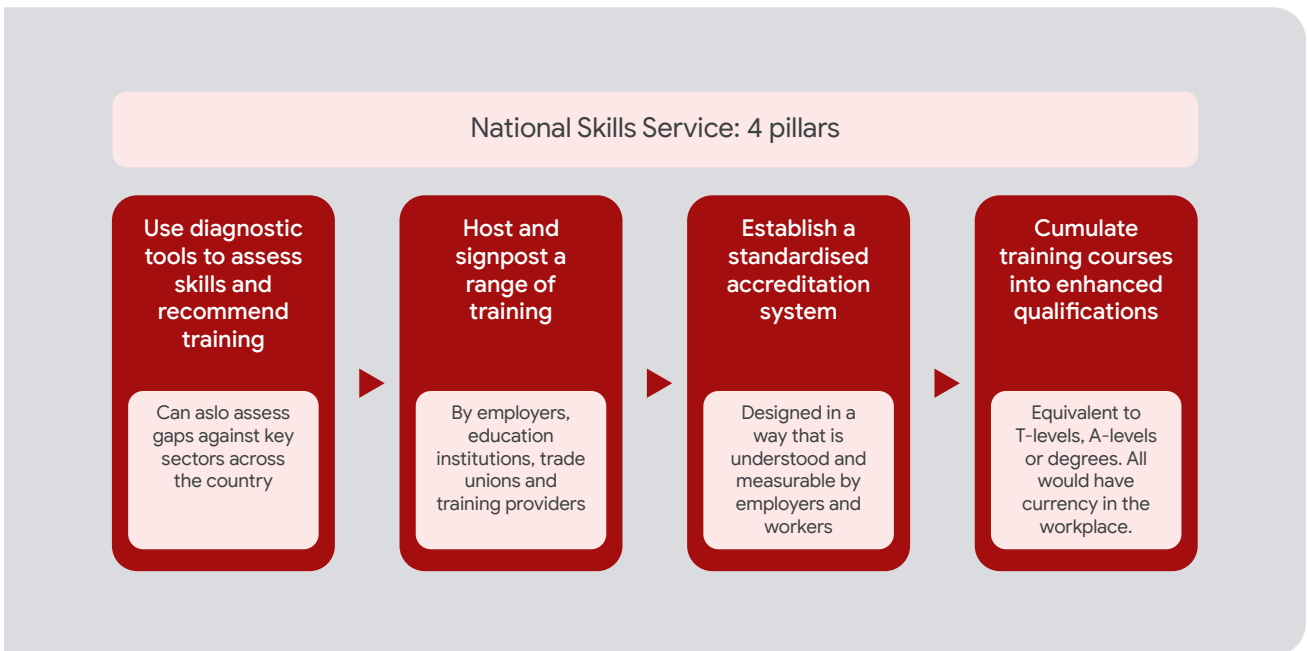 National Skills Service: 4 pillars
Use diagnostic
tools to assess
skills and
recommend
training
Can aslo assess
gaps against key
sectors across
the country
Host and
signpost a
range of
training
By employers,
education
institutions, trade
unions and
training providers
Establish a
standardised
accreditation
system
Designed in a
way that is
understood and
measurable by
employers and
workers
Cumulate
training courses
into enhanced
qualifications
Equivalent to
T-levels, A-levels
or degrees. All
would have
currency in the
workplace.